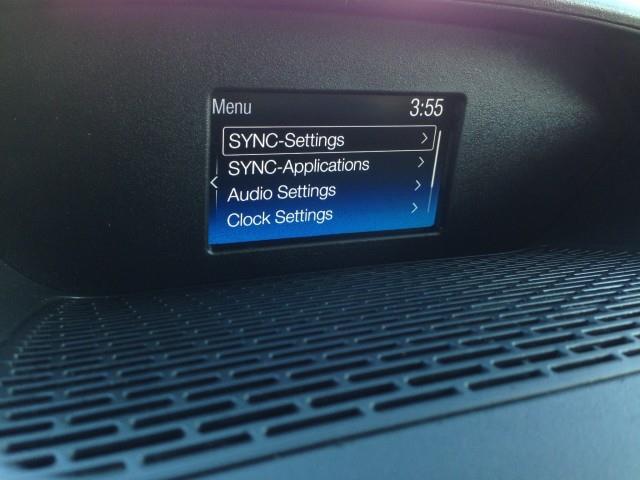 Menu 3:55
SYNC-Settings
SYNC-Applications
Audio Settings
Clock Settings